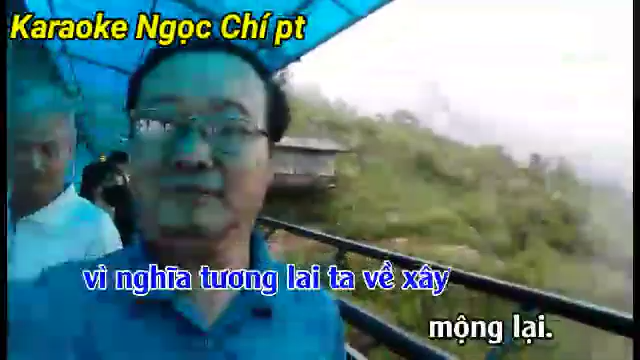 Karaoke Ngọc Chí pt
vì nghĩa tương lai ta về xây
mộng lại.